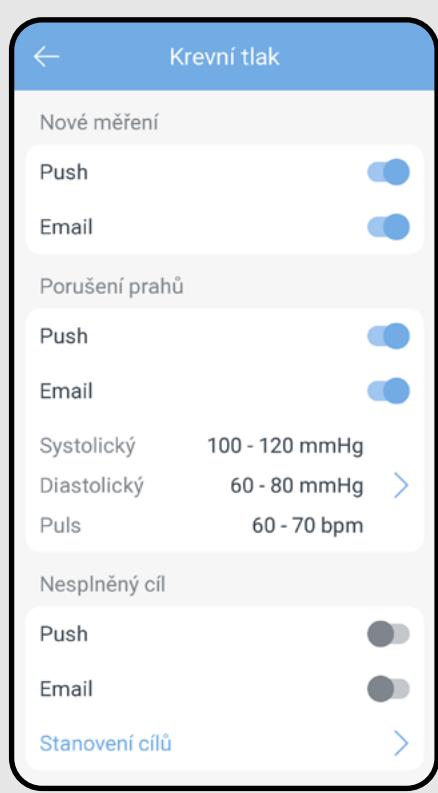 Krevní tlak
Nové měření
Push
Email
Porušení prahů
Push
Email
Systolický 100 - 120 mmHg
Diastolický 60 - 80 mmHg
Puls 60 - 70 bpm
Nesplněný cíl
Push
Email
Stanovení cílů